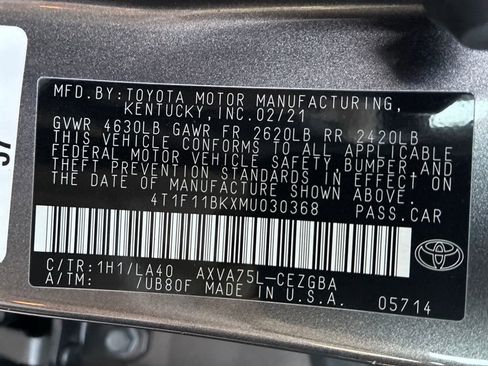 MFD.BY:TOYOTA MOTOR MANUFACTURING,
KENTUCKY,INC.02/21
GVWR 4630LB GAWR FR 2620LB RR 2420LB
THIS VEHICLE CONFORMS TO ALL APPLICABLE
FEDERAL MOTOR VEHICLE SAFETY,BUMPER,AND
THEFT PREVENTION STANDARDS IN EFFECT ON
THE DATE OF MANUFACTURE SHOWN ABOVE.
4T1F11BKXMU030368 PASS.CAR
C/TR:1H1/LA40 AXVA75L-CEZGBA
A/TM: /UB80F MADE IN U.S.A.
05714
TOYOTA